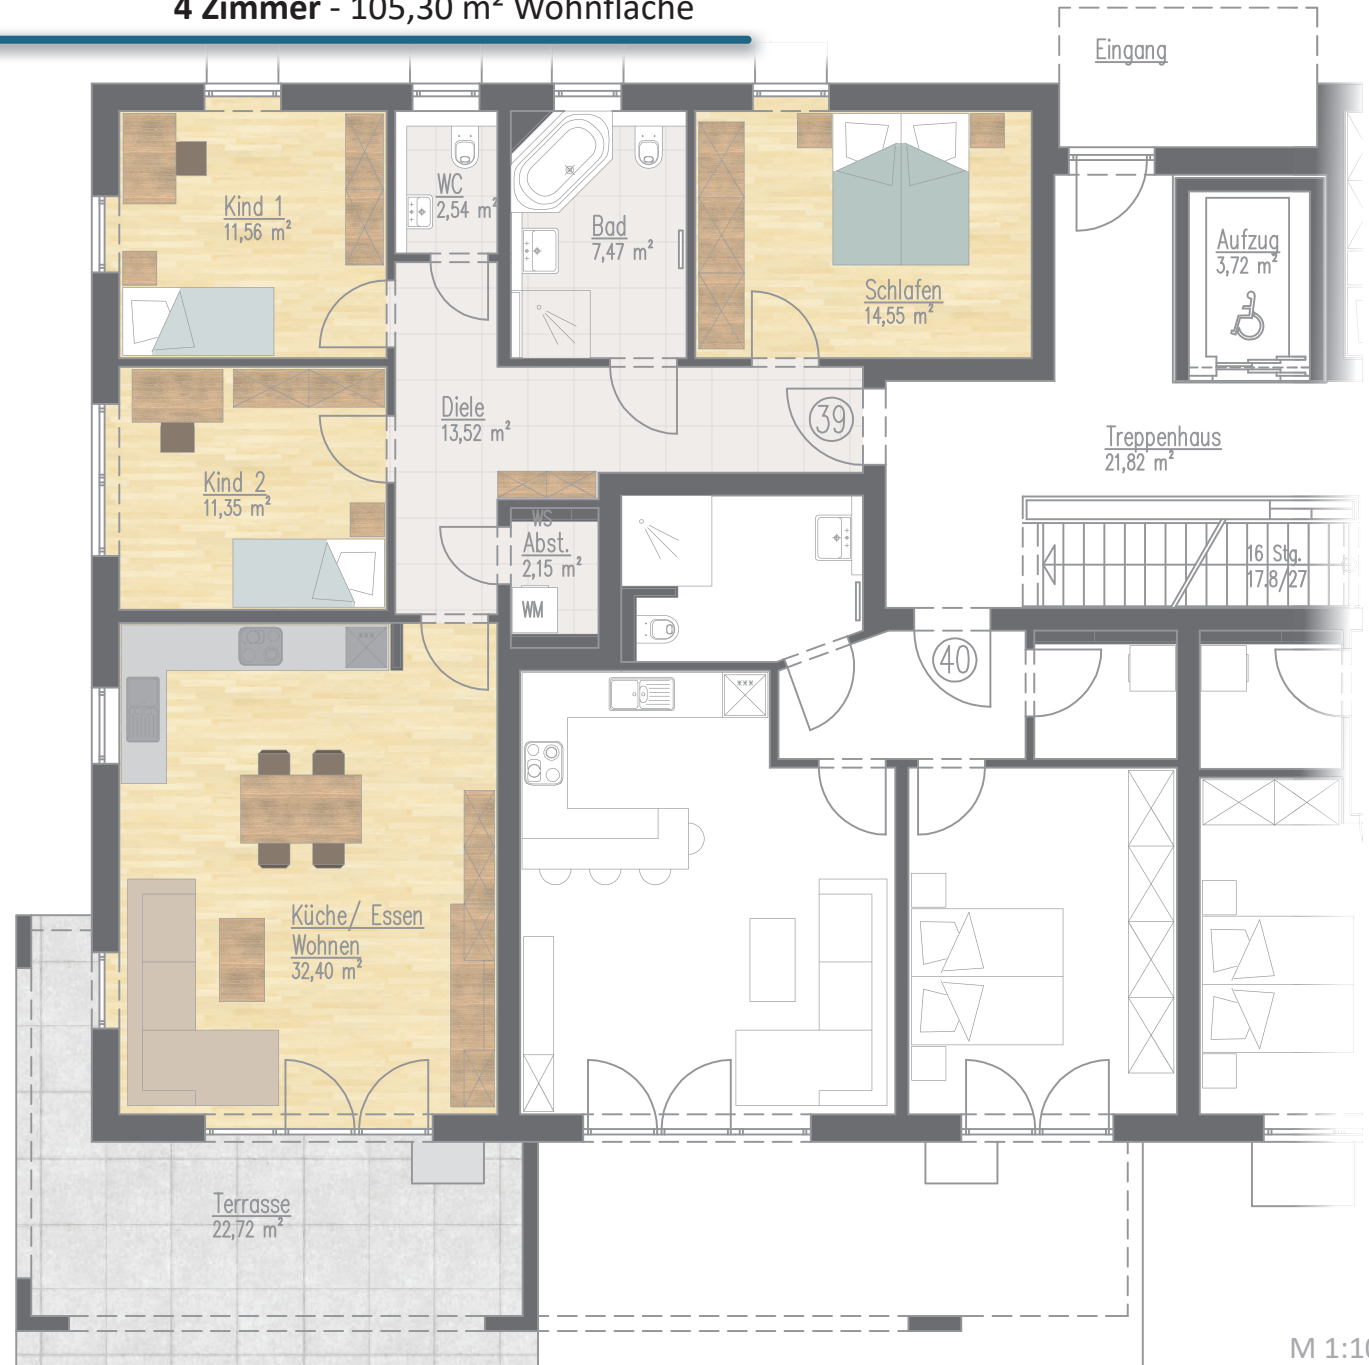 4 Zimmer - 105,30 m² Wohnfläche
Eingang
Kind 1
11,56 m²
WC
2,54 m²
Bad
7,47 m²
Schlafen
14,55 m²
Aufzug
3,72 m²
Diele
13,52 m²
39
Treppenhaus
21,82 m²
Kind 2
11,35 m²
WS
Abst.
2,15 m²
WM
16 Stg.
17.8/27
40
Küche/ Essen
Wohnen
32,40 m²
Terrasse
22,72 m²
M 1:10